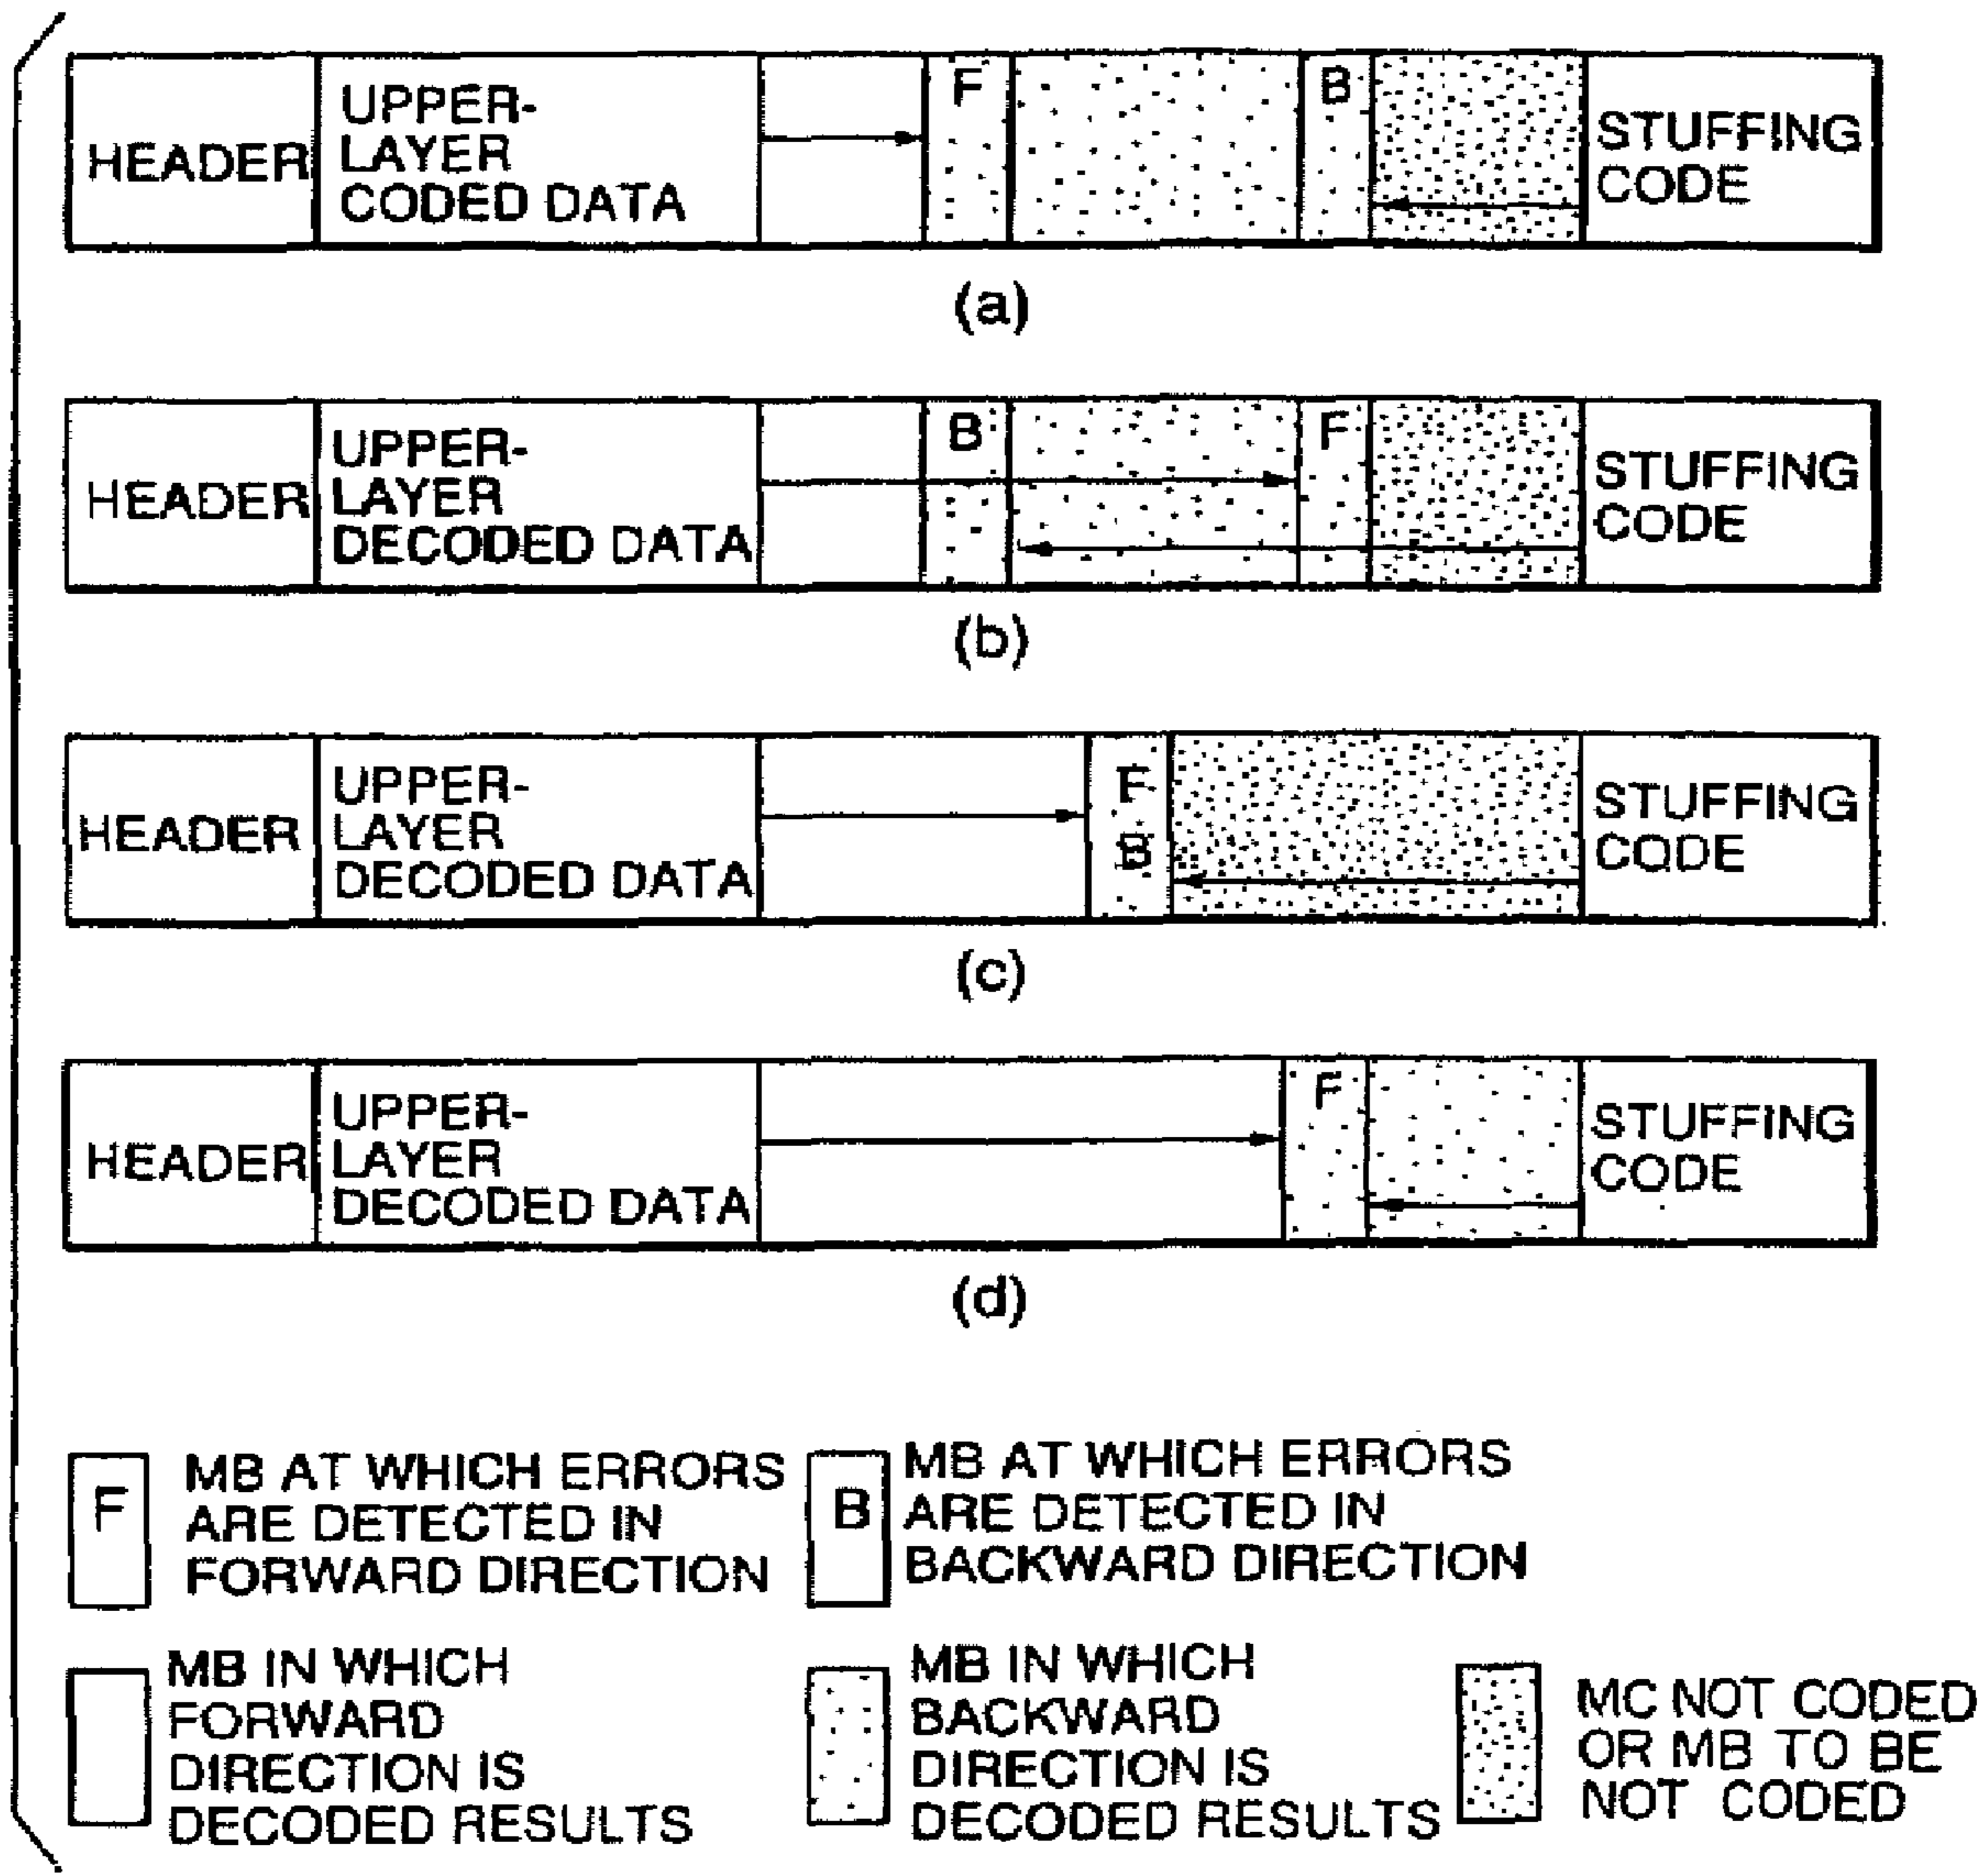 HEADER
UPPER-
LAYER
CODED DATA
F
B
STUFFING
CODE
(a)
HEADER
UPPER-
LAYER
DECODED DATA
B
F
STUFFING
CODE
(b)
HEADER
UPPER-
LAYER
DECODED DATA
F
B
STUFFING
CODE
(c)
HEADER
UPPER-
LAYER
DECODED DATA
F
STUFFING
CODE
(d)
F
MB AT WHICH ERRORS
ARE DETECTED IN
FORWARD DIRECTION
B
MB AT WHICH ERRORS
ARE DETECTED IN
BACKWARD DIRECTION
MB IN WHICH
FORWARD
DIRECTION IS
DECODED RESULTS
MB IN WHICH
BACKWARD
DIRECTION IS
DECODED RESULTS
MC NOT CODED
OR MB TO BE
NOT CODED